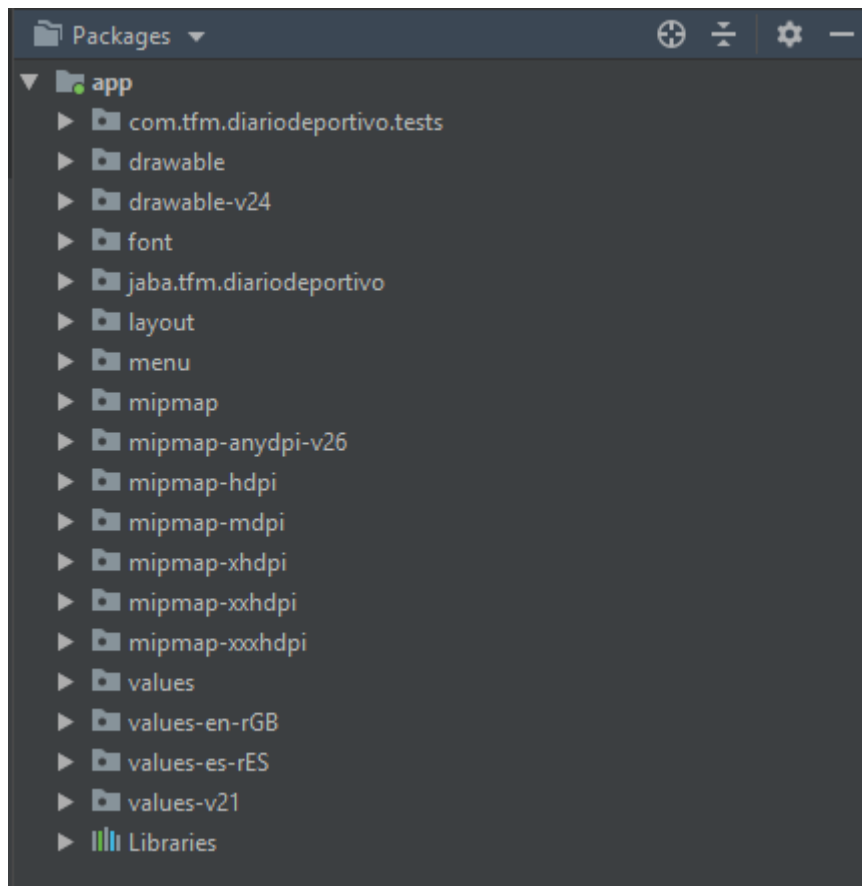 Packages
app
com.tfm.diariodeportivo.tests
drawable
drawable-v24
font
jaba.tfm.diariodeportivo
layout
menu
mipmap
mipmap-anydpi-v26
mipmap-hdpi
mipmap-mdpi
mipmap-xhdpi
mipmap-xxhdpi
mipmap-xxxhdpi
values
values-en-rGB
values-es-rES
values-v21
Libraries